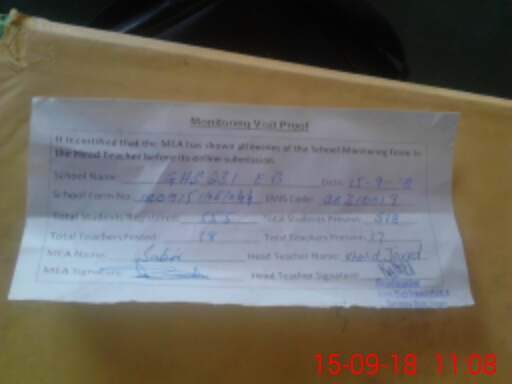 Monitoring Visit Proof
It is certified that the MEA has shown all entries of the School Monitoring Form to
the Head Teacher before its online submission.
School Name: GHS 221 EB Date: 15-9-18
School Form No. EMIS Code:
Total Students Registered: 555 Total Students Present: 518
Total Teachers Posted: 18 Total Teachers Present: 17
MEA Name: Sabir Head Teacher Name: Khalid Javed
MEA Signature: Head Teacher Signature:
15-09-18 11:08